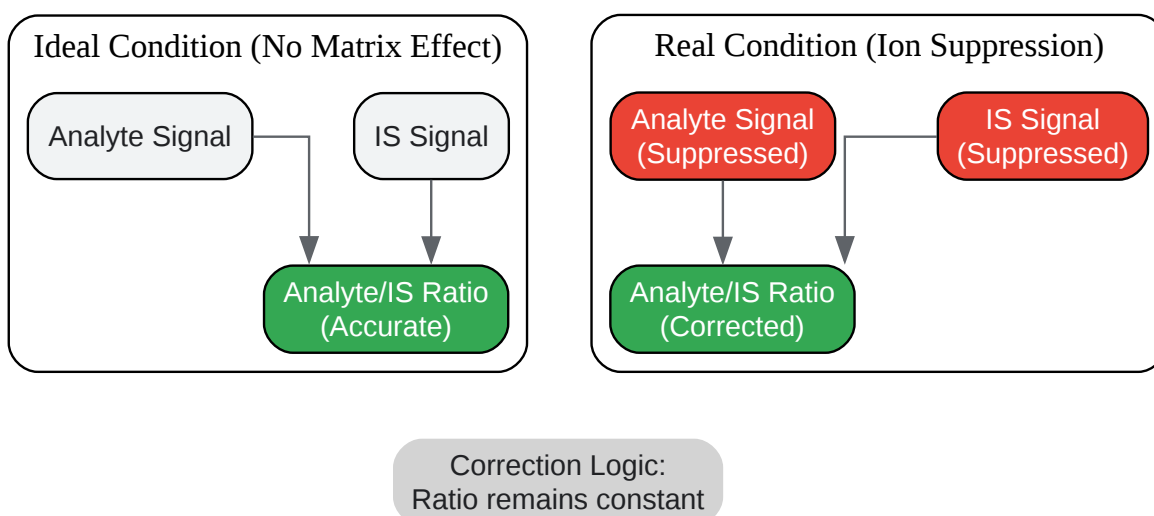 Ideal Condition (No Matrix Effect)
Analyte Signal
IS Signal
Analyte/IS Ratio
(Accurate)
Real Condition (Ion Suppression)
Analyte Signal
(Suppressed)
IS Signal
(Suppressed)
Analyte/IS Ratio
(Corrected)
Correction Logic:
Ratio remains constant